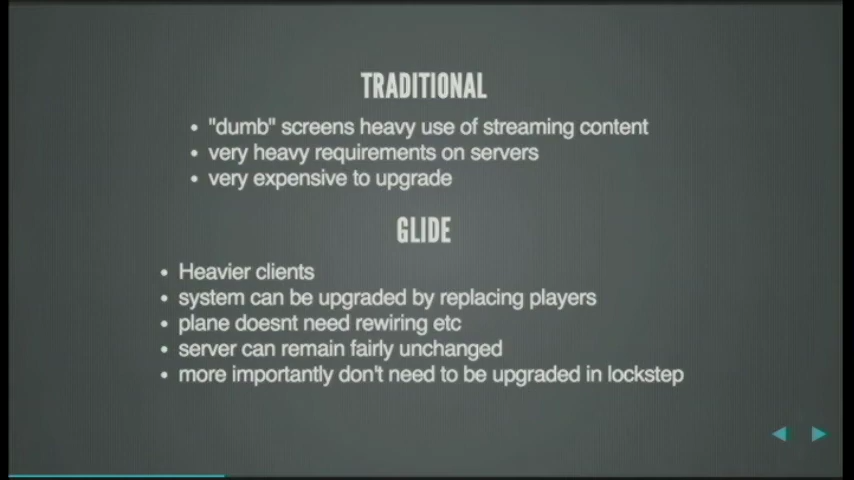 TRADITIONAL
• "dumb" screens heavy use of streaming content
• very heavy requirements on servers
• very expensive to upgrade
GLIDE
• Heavier clients
• system can be upgraded by replacing players
• plane doesnt need rewiring etc
• server can remain fairly unchanged
• more importantly don't need to be upgraded in lockstep